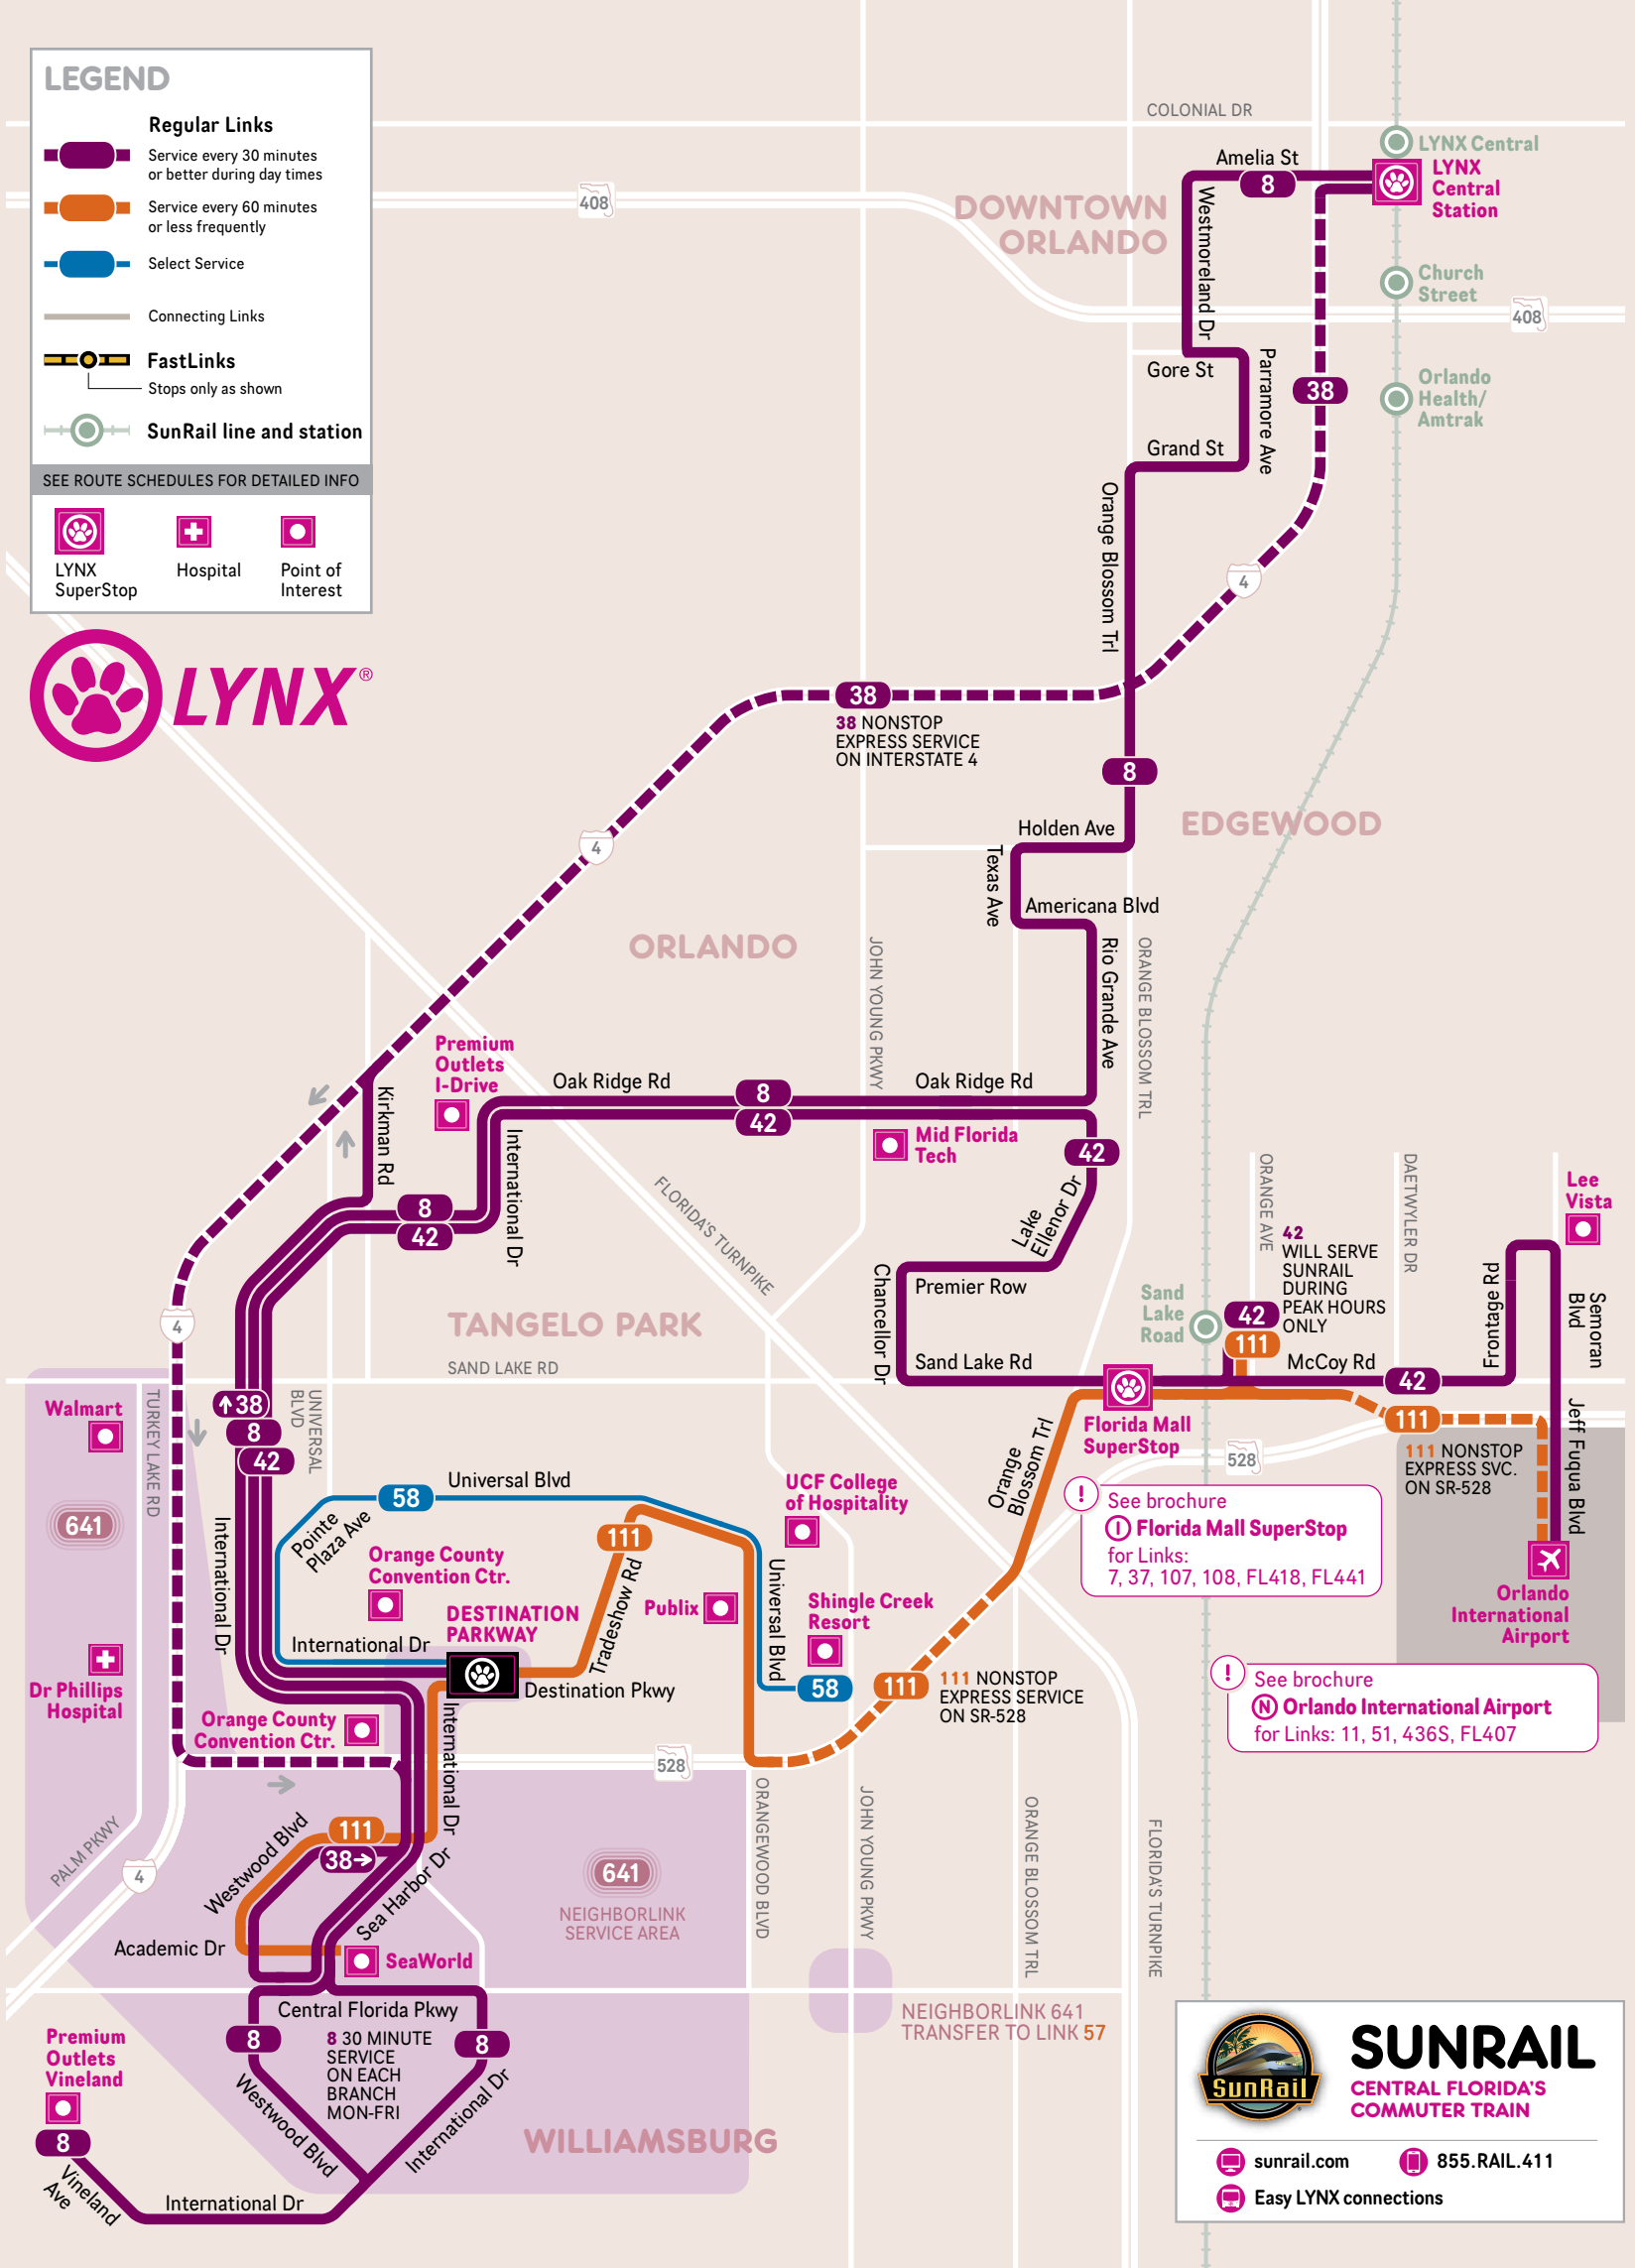 LEGEND
Regular Links
Service every 30 minutes
or better during day times
Service every 60 minutes
or less frequently
Select Service
Connecting Links
FastLinks
Stops only as shown
SunRail line and station
SEE ROUTE SCHEDULES FOR DETAILED INFO
LYNX
SuperStop
Hospital
Point of
Interest
LYNX®
COLONIAL DR
LYNX Central
LYNX
Central
Station
Amelia St
8
408
DOWNTOWN
ORLANDO
Westmoreland Dr
Church
Street
408
Gore St
Parramore Ave
38
Orlando
Health/
Amtrak
Grand St
Orange Blossom Trl
4
38
38 NONSTOP
EXPRESS SERVICE
ON INTERSTATE 4
8
Holden Ave
EDGEWOOD
4
Texas Ave
Americana Blvd
ORLANDO
JOHN YOUNG PKWY
Rio Grande Ave
ORANGE BLOSSOM TRL
Premium
Outlets
I-Drive
Oak Ridge Rd
8
42
Oak Ridge Rd
Kirkman Rd
International Dr
Mid Florida
Tech
42
8
42
FLORIDA'S TURNPIKE
Lake
Ellenor Dr
ORANGE AVE
DAETWYLER DR
Lee
Vista
42
WILL SERVE
SUNRAIL
DURING
PEAK HOURS
ONLY
Chancellor Dr
Premier Row
Sand
Lake
Road
42
111
Frontage Rd
Semoran
Blvd
4
TANGELO PARK
SAND LAKE RD
Sand Lake Rd
McCoy Rd
42
Walmart
TURKEY LAKE RD
38
8
42
UNIVERSAL
BLVD
Florida Mall
SuperStop
111
Jeff Fuqua Blvd
528
111 NONSTOP
EXPRESS SVC.
ON SR-528
Orange
Blossom Trl
Universal Blvd
58
UCF College
of Hospitality
641
International Dr
Pointe
Plaza Ave
111
See brochure
I Florida Mall SuperStop
for Links:
7, 37, 107, 108, FL418, FL441
Orange County
Convention Ctr.
Tradeshow Rd
Publix
Universal Blvd
Shingle Creek
Resort
Orlando
International
Airport
DESTINATION
PARKWAY
International Dr
Destination Pkwy
58
111
111 NONSTOP
EXPRESS SERVICE
ON SR-528
See brochure
N Orlando International Airport
for Links: 11, 51, 436S, FL407
Dr Phillips
Hospital
Orange County
Convention Ctr.
International Dr
528
ORANGEWOOD BLVD
JOHN YOUNG PKWY
ORANGE BLOSSOM TRL
FLORIDA'S TURNPIKE
PALM PKWY
4
Westwood Blvd
111
38
Sea Harbor Dr
641
NEIGHBORLINK
SERVICE AREA
Academic Dr
SeaWorld
Central Florida Pkwy
8
8
8 30 MINUTE
SERVICE
ON EACH
BRANCH
MON-FRI
NEIGHBORLINK 641
TRANSFER TO LINK 57
Premium
Outlets
Vineland
8
Vineland
Ave
Westwood Blvd
International Dr
International Dr
WILLIAMSBURG
SunRail
SUNRAIL
CENTRAL FLORIDA'S
COMMUTER TRAIN
sunrail.com
855.RAIL.411
Easy LYNX connections